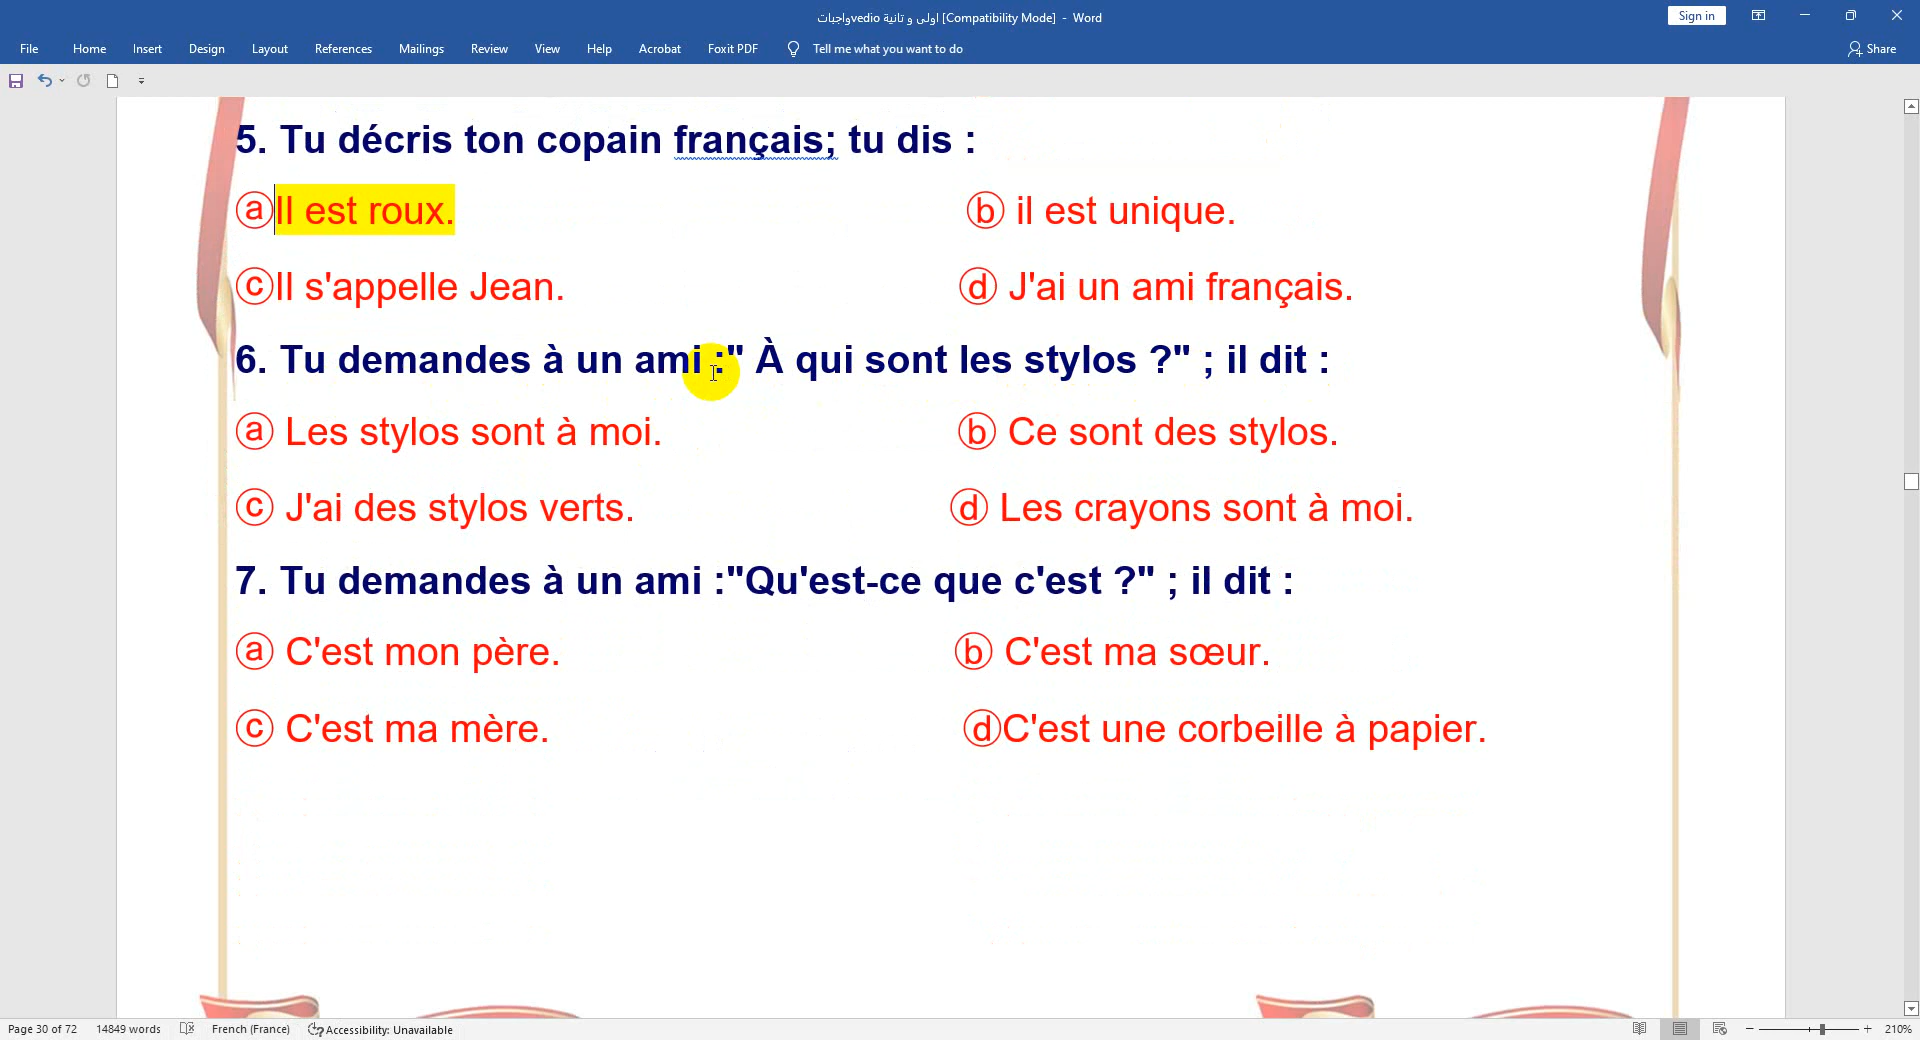 واجباتvedio اولى و تانية [Compatibility Mode] - Word
Sign in
File Home Insert Design Layout References Mailings Review View Help Acrobat Foxit PDF Tell me what you want to do Share
5. Tu décris ton copain français; tu dis :
ⓐIl est roux. ⓑ il est unique.
ⓒIl s'appelle Jean. ⓓ J'ai un ami français.
6. Tu demandes à un ami :" À qui sont les stylos ?" ; il dit :
ⓐ Les stylos sont à moi. ⓑ Ce sont des stylos.
ⓒ J'ai des stylos verts. ⓓ Les crayons sont à moi.
7. Tu demandes à un ami :"Qu'est-ce que c'est ?" ; il dit :
ⓐ C'est mon père. ⓑ C'est ma sœur.
ⓒ C'est ma mère. ⓓC'est une corbeille à papier.
Page 30 of 72 14849 words French (France) Accessibility: Unavailable 210%